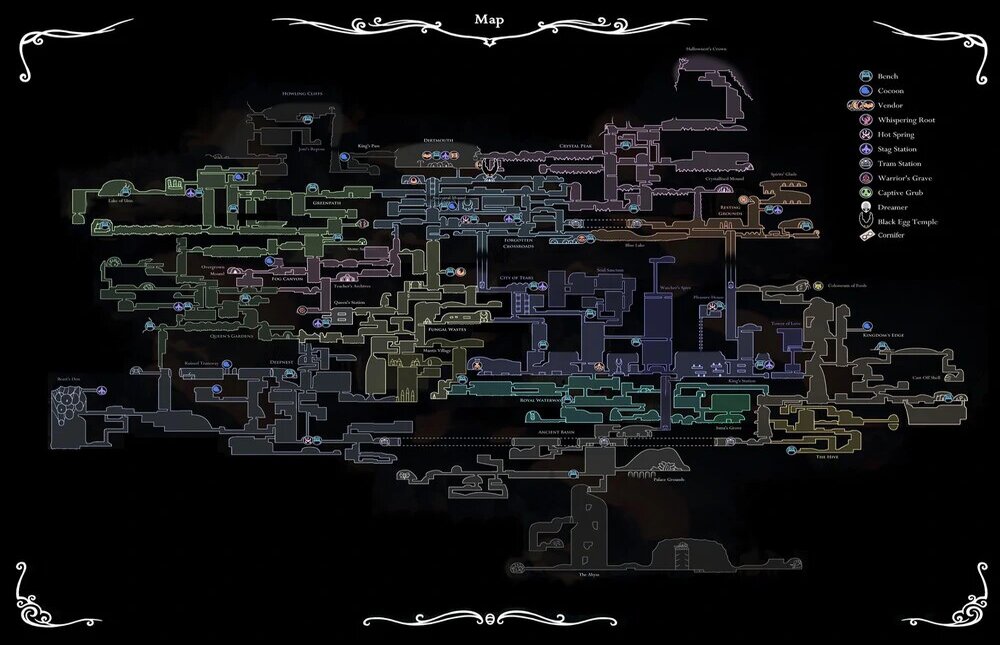 Map
Hallownest's Crown
HOWLING CLIFFS
Joni's Repose
King's Pass
DIRTMOUTH
CRYSTAL PEAK
Crystallised Mound
Spirits' Glade
RESTING
GROUNDS
Lake of Unn
GREENPATH
FORGOTTEN
CROSSROADS
Blue Lake
Overgrown
Mound
FOG CANYON
Teacher's Archives
Queen's Station
QUEEN'S GARDENS
CITY OF TEARS
Soul Sanctum
Watcher's Spire
Pleasure House
Colosseum of Fools
Tower of Love
KINGDOM'S EDGE
FUNGAL WASTES
Mantis Village
King's Station
Cast-Off Shell
Beast's Den
DEEPNEST
ROYAL WATERWAYS
Isma's Grove
ANCIENT BASIN
Palace Grounds
THE HIVE
The Abyss
Bench
Cocoon
Vendor
Whispering Root
Hot Spring
Stag Station
Tram Station
Warrior's Grave
Captive Grub
Dreamer
Black Egg Temple
Cornifer